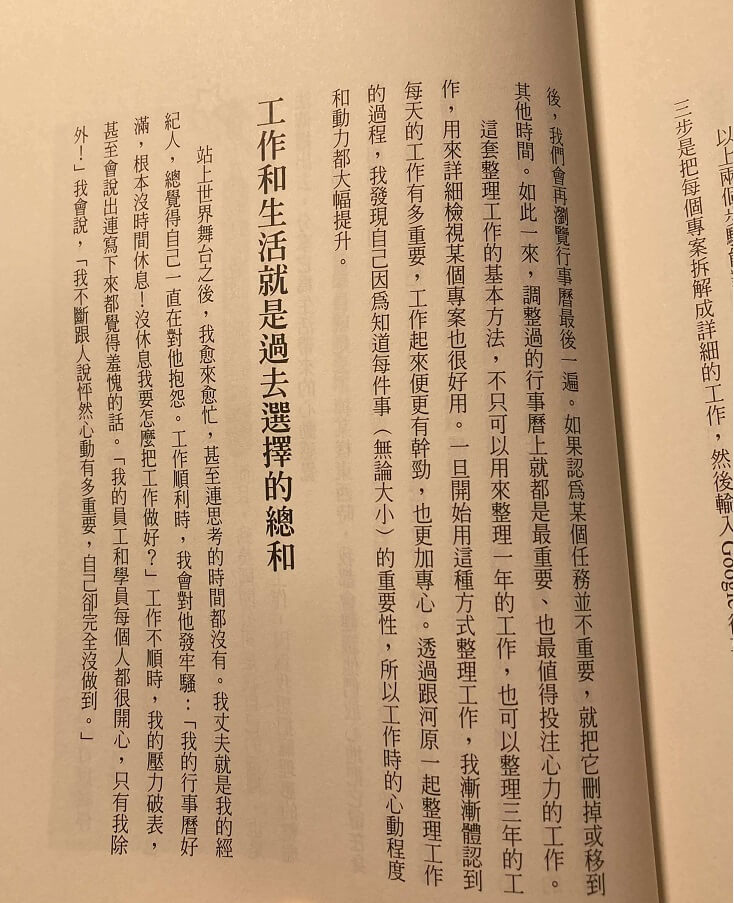 以上兩個步驟
三步是把每個專案拆解成詳細的工作，然後輸入Google
後，我們會再瀏覽行事曆最後一遍。如果認為某個任務並不重要，就把它刪掉或移到
其他時間。如此一來，調整過的行事曆上就都是最重要、也最值得投注心力的工作。
這套整理工作的基本方法，不只可以用來整理一年的工作，也可以整理三年的工
作，用來詳細檢視某個專案也很好用。一旦開始用這種方式整理工作，我漸漸體認到
每天的工作有多重要，工作起來便更有幹勁，也更加專心。透過跟河原一起整理工作
的過程，我發現自己因為知道每件事（無論大小）的重要性，所以工作時的心動程度
和動力都大幅提升。
工作和生活就是過去選擇的總和
站上世界舞台之後，我愈來愈忙，甚至連思考的時間都沒有。我丈夫就是我的經
紀人，總覺得自己一直在對他抱怨。工作順利時，我會對他發牢騷：「我的行事曆好
滿，根本沒時間休息！沒休息我要怎麼把工作做好？」工作不順時，我的壓力破表，
甚至會說出連寫下來都覺得羞愧的話。「我的員工和學員每個人都很開心，只有我除
外！」我會說，「我不斷跟人說怦然心動有多重要，自己卻完全沒做到。」